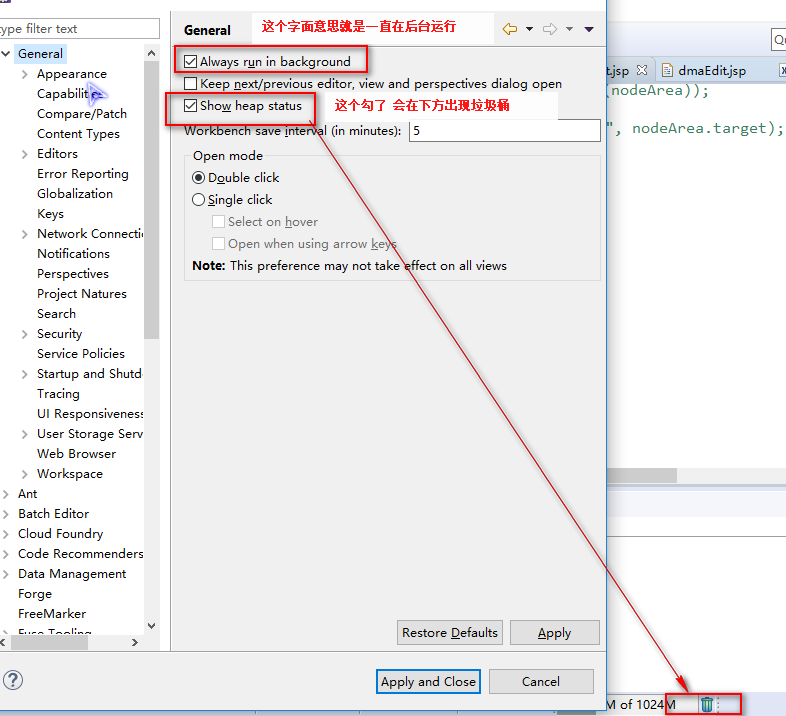 type filter text
General
Appearance
Capabilitie
Compare/Patch
Content Types
Editors
Error Reporting
Globalization
Keys
Network Connectio
Notifications
Perspectives
Project Natures
Search
Security
Service Policies
Startup and Shutd
Tracing
UI Responsiveness
User Storage Serv
Web Browser
Workspace
Ant
Batch Editor
Cloud Foundry
Code Recommenders
Data Management
Forge
FreeMarker
Fuse Tooling
General
这个字面意思就是一直在后台运行
Always run in background
Keep next/previous editor, view and perspectives dialog open
Show heap status
这个勾了 会在下方出现垃圾桶
Workbench save interval (in minutes): 5
Open mode
Double click
Single click
Select on hover
Open when using arrow keys
Note: This preference may not take effect on all views
Restore Defaults
Apply
Apply and Close
Cancel
Qu
t.jsp
dmaEdit.jsp
(nodeArea));
", nodeArea.target);
M of 1024M